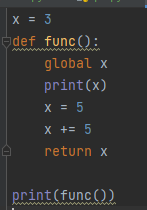 x = 3
def func():
    global x
    print(x)
    x = 5
    x += 5
    return x

print(func())